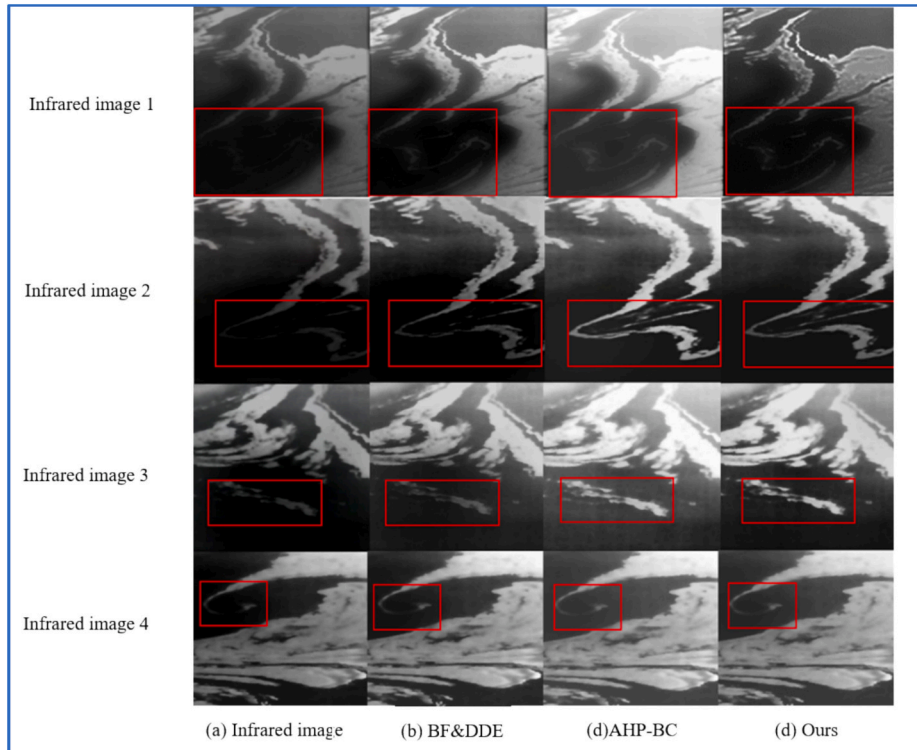 Infrared image 1
Infrared image 2
Infrared image 3
Infrared image 4
(a) Infrared image (b) BF&DDE (d)AHP-BC (d) Ours